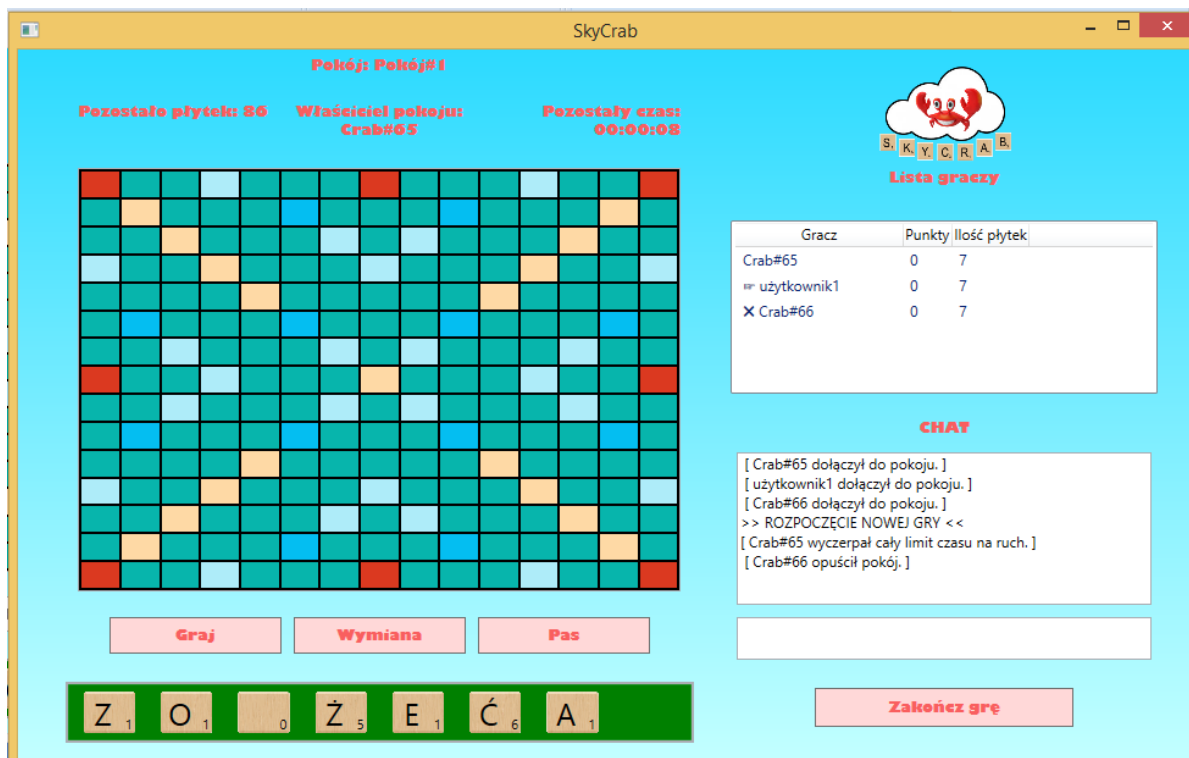 SkyCrab
Pokój: Pokój#1
Pozostało płytek: 86
Właściciel pokoju:
Crab#65
Pozostały czas:
00:00:08
S K Y C R A B
Lista graczy
Gracz Punkty Ilość płytek
Crab#65 0 7
☞ użytkownik1 0 7
✕ Crab#66 0 7
CHAT
[ Crab#65 dołączył do pokoju. ]
[ użytkownik1 dołączył do pokoju. ]
[ Crab#66 dołączył do pokoju. ]
>> ROZPOCZĘCIE NOWEJ GRY <<
[ Crab#65 wyczerpał cały limit czasu na ruch. ]
[ Crab#66 opuścił pokój. ]
Graj
Wymiana
Pas
Z 1 O 1 0 Ż 5 E 1 Ć 6 A 1
Zakończ grę